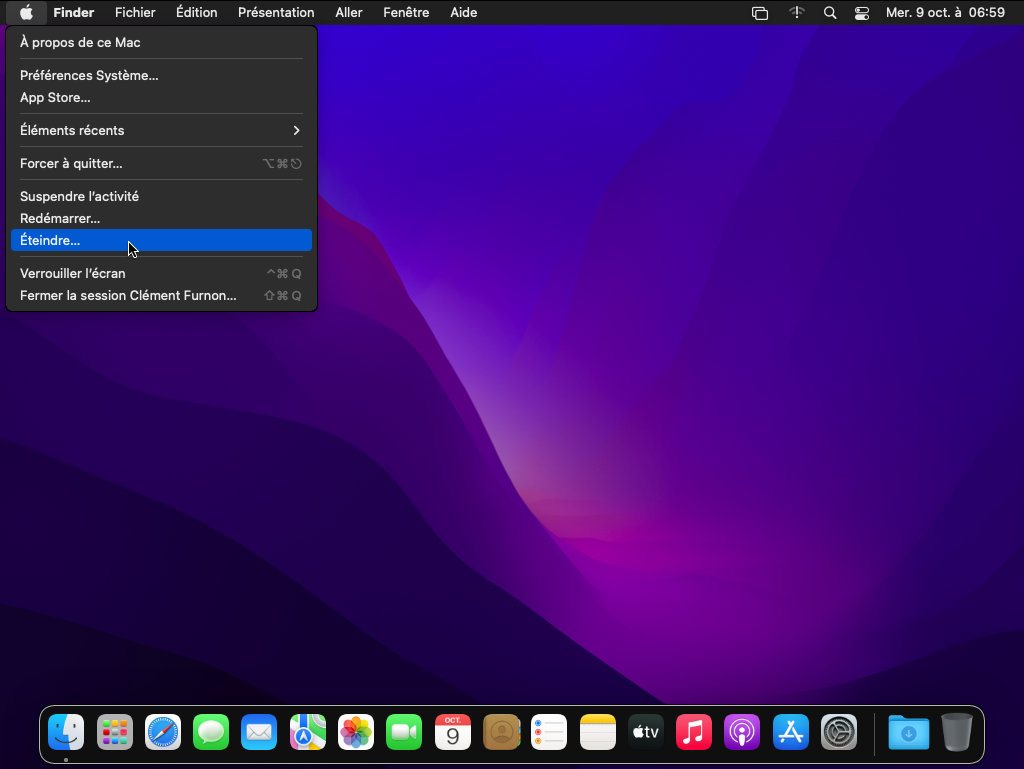 Finder Fichier Édition Présentation Aller Fenêtre Aide Mer. 9 oct. à 06:59
À propos de ce Mac
Préférences Système...
App Store...
Éléments récents
Forcer à quitter... ⌥⌘⎋
Suspendre l’activité
Redémarrer...
Éteindre...
Verrouiller l’écran ^⌘Q
Fermer la session Clément Furnon... ⇧⌘Q
OCT.
9
tv